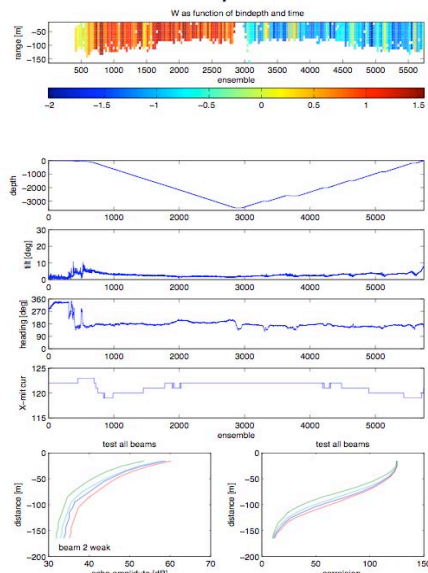 W as function of bindepth and time
range [m]
−50
−100
−150
500 1000 1500 2000 2500 3000 3500 4000 4500 5000 5500
ensemble
−2 −1.5 −1 −0.5 0 0.5 1 1.5
depth
0
−1000
−2000
−3000
0 1000 2000 3000 4000 5000
tilt [deg]
30
20
10
0
0 1000 2000 3000 4000 5000
heading [deg]
360
270
180
90
0
0 1000 2000 3000 4000 5000
X-mit cur
125
120
115
0 1000 2000 3000 4000 5000
ensemble
test all beams
distance [m]
0
−50
−100
−150
−200
beam 2 weak
30 40 50 60 70
test all beams
distance [m]
0
−50
−100
−150
−200
0 50 100 150